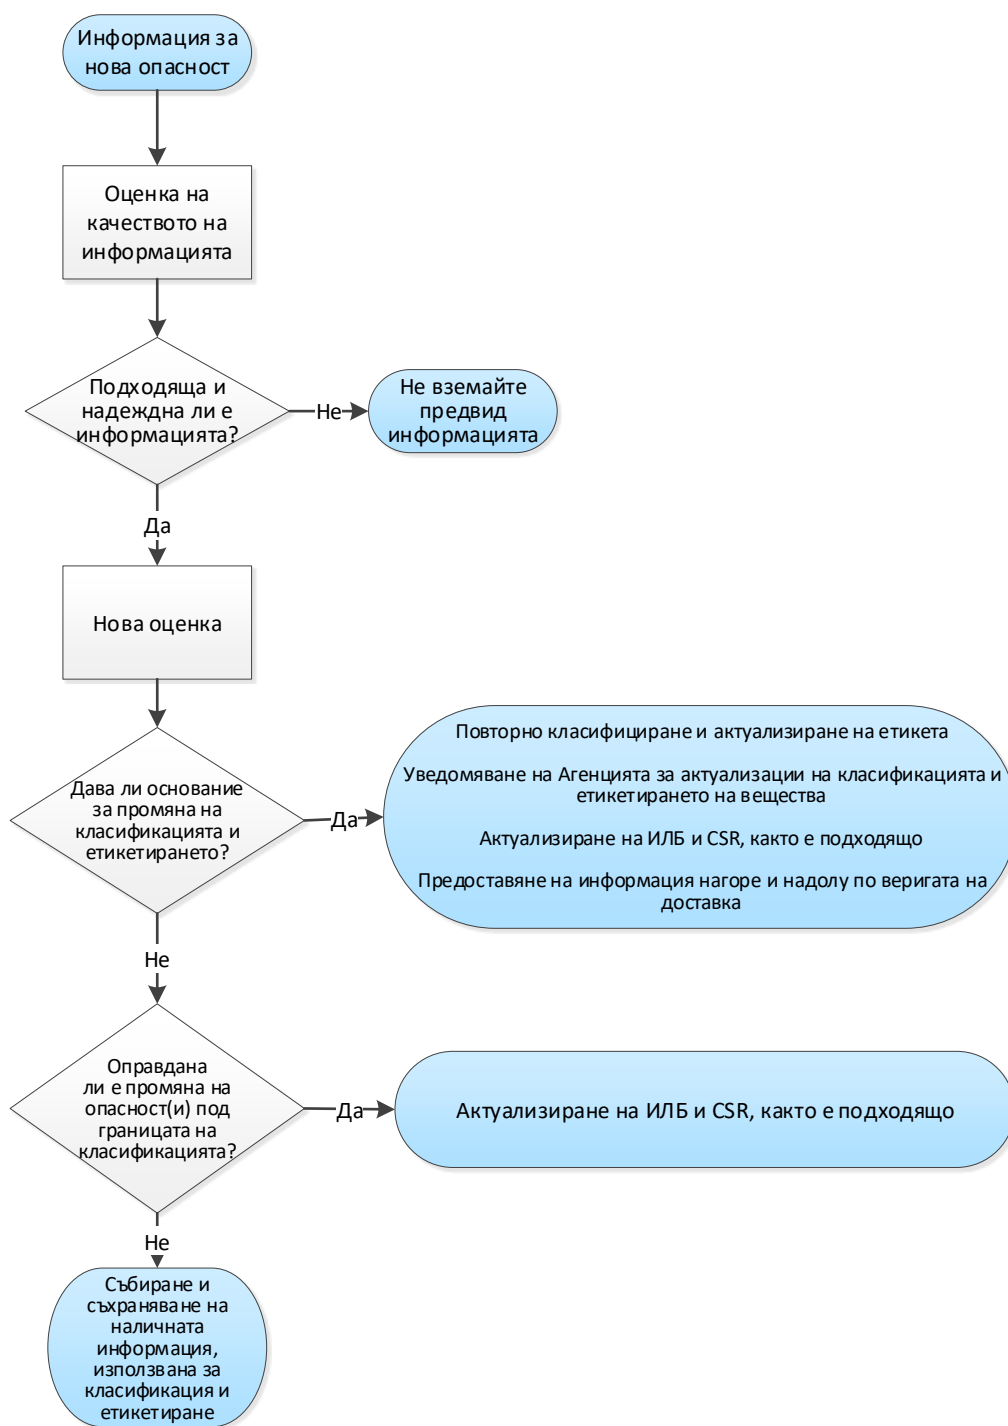 Информация за
нова опасност
Оценка на
качеството на
информацията
Подходяща и
надеждна ли е
информацията?
Не
Не вземайте
предвид
информацията
Да
Нова оценка
Дава ли основание
за промяна на
класификацията и
етикетирането?
Да
Повторно класифициране и актуализиране на етикета
Уведомяване на Агенцията за актуализации на класификацията и
етикетирането на вещества
Актуализиране на ИЛБ и CSR, както е подходящо
Предоставяне на информация нагоре и надолу по веригата на
доставка
Не
Оправдана
ли е промяна на
опасност(и) под
границата на
класификацията?
Да
Актуализиране на ИЛБ и CSR, както е подходящо
Не
Събиране и
съхраняване на
наличната
информация,
използвана за
класификация и
етикетиране